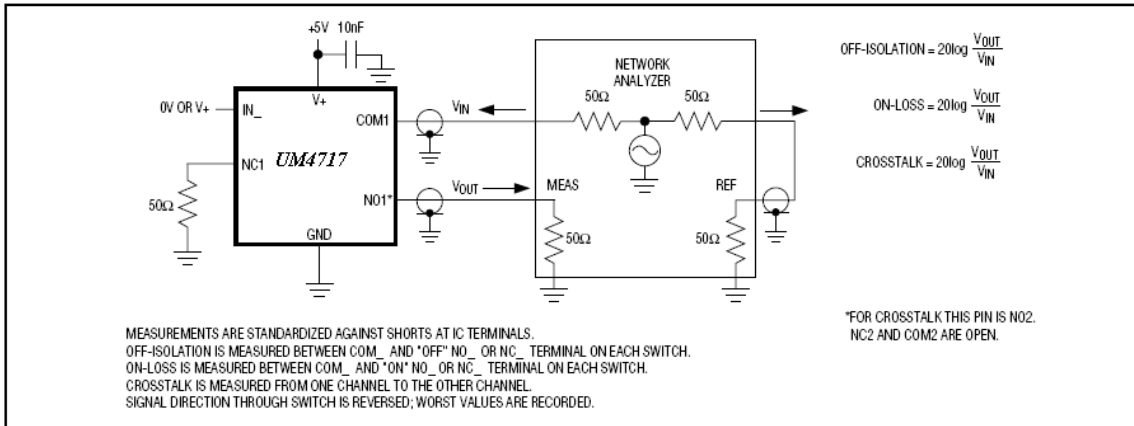 +5V 10nF
V+
0V OR V+
IN_
COM1
NC1
UM4717
NO1*
50Ω
GND
VIN
VOUT
NETWORK
ANALYZER
50Ω 50Ω
MEAS REF
50Ω 50Ω
OFF-ISOLATION = 20log VOUT/VIN
ON-LOSS = 20log VOUT/VIN
CROSSTALK = 20log VOUT/VIN
*FOR CROSSTALK THIS PIN IS NO2.
NC2 AND COM2 ARE OPEN.
MEASUREMENTS ARE STANDARDIZED AGAINST SHORTS AT IC TERMINALS.
OFF-ISOLATION IS MEASURED BETWEEN COM_ AND "OFF" NO_ OR NC_ TERMINAL ON EACH SWITCH.
ON-LOSS IS MEASURED BETWEEN COM_ AND "ON" NO_ OR NC_ TERMINAL ON EACH SWITCH.
CROSSTALK IS MEASURED FROM ONE CHANNEL TO THE OTHER CHANNEL.
SIGNAL DIRECTION THROUGH SWITCH IS REVERSED; WORST VALUES ARE RECORDED.